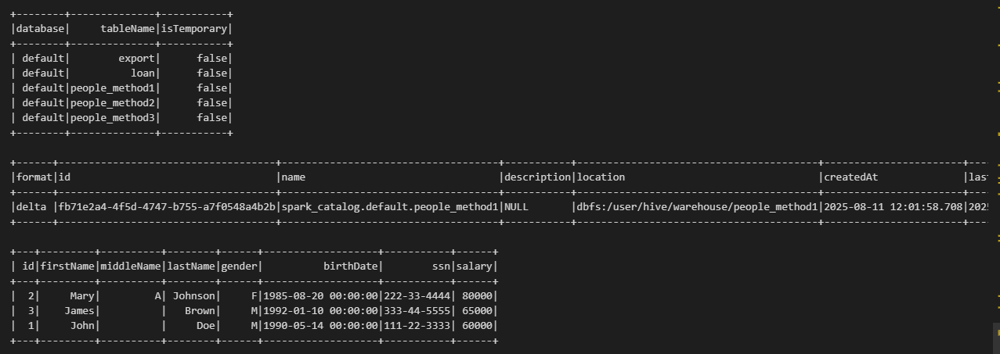 +--------+--------------+-----------+
|database|     tableName|isTemporary|
+--------+--------------+-----------+
| default|        export|      false|
| default|          loan|      false|
| default|people_method1|      false|
| default|people_method2|      false|
| default|people_method3|      false|
+--------+--------------+-----------+

+------+------------------------------------+------------------------------------+-----------+----------------------------------------+-----------------------+----
|format|id                                  |name                                |description|location                                |createdAt              |las
+------+------------------------------------+------------------------------------+-----------+----------------------------------------+-----------------------+----
|delta |fb71e2a4-4f5d-4747-b755-a7f0548a4b2b|spark_catalog.default.people_method1|NULL       |dbfs:/user/hive/warehouse/people_method1|2025-08-11 12:01:58.708|2025
+------+------------------------------------+------------------------------------+-----------+----------------------------------------+-----------------------+----

+---+---------+----------+--------+------+-------------------+-----------+------+
| id|firstName|middleName|lastName|gender|          birthDate|        ssn|salary|
+---+---------+----------+--------+------+-------------------+-----------+------+
|  2|     Mary|         A| Johnson|     F|1985-08-20 00:00:00|222-33-4444| 80000|
|  3|    James|          |   Brown|     M|1992-01-10 00:00:00|333-44-5555| 65000|
|  1|     John|          |     Doe|     M|1990-05-14 00:00:00|111-22-3333| 60000|
+---+---------+----------+--------+------+-------------------+-----------+------+